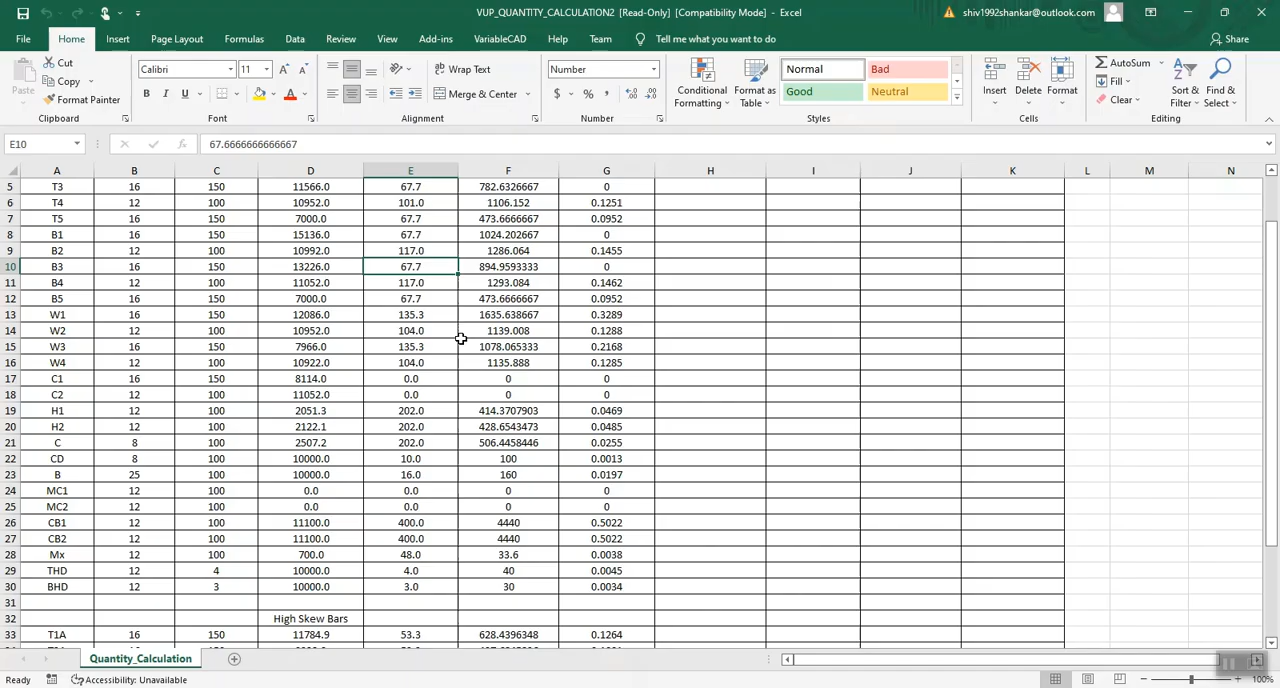 VUP_QUANTITY_CALCULATION2 [Read-Only] [Compatibility Mode] - Excel
shiv1992shankar@outlook.com
File Home Insert Page Layout Formulas Data Review View Add-ins VariableCAD Help Team Tell me what you want to do Share
Paste
Cut
Copy
Format Painter
Clipboard
Calibri 11
B I U
Font
Wrap Text
Merge & Center
Alignment
Number
$ % ,
Number
Conditional Formatting
Format as Table
Normal Bad
Good Neutral
Styles
Insert Delete Format
Cells
AutoSum
Fill
Clear
Sort & Filter
Find & Select
Editing
E10 fx 67.6666666666667
A B C D E F G H I J K L M N
5 T3 16 150 11566.0 67.7 782.6326667 0
6 T4 12 100 10952.0 101.0 1106.152 0.1251
7 T5 16 150 7000.0 67.7 473.6666667 0.0952
8 B1 16 150 15136.0 67.7 1024.202667 0
9 B2 12 100 10992.0 117.0 1286.064 0.1455
10 B3 16 150 13226.0 67.7 894.9593333 0
11 B4 12 100 11052.0 117.0 1293.084 0.1462
12 B5 16 150 7000.0 67.7 473.6666667 0.0952
13 W1 16 150 12086.0 135.3 1635.638667 0.3289
14 W2 12 100 10952.0 104.0 1139.008 0.1288
15 W3 16 150 7966.0 135.3 1078.065333 0.2168
16 W4 12 100 10922.0 104.0 1135.888 0.1285
17 C1 16 150 8114.0 0.0 0 0
18 C2 12 100 11052.0 0.0 0 0
19 H1 12 100 2051.3 202.0 414.3707903 0.0469
20 H2 12 100 2122.1 202.0 428.6543473 0.0485
21 C 8 100 2507.2 202.0 506.4458446 0.0255
22 CD 8 100 10000.0 10.0 100 0.0013
23 B 25 100 10000.0 16.0 160 0.0197
24 MC1 12 100 0.0 0.0 0 0
25 MC2 12 100 0.0 0.0 0 0
26 CB1 12 100 11100.0 400.0 4440 0.5022
27 CB2 12 100 11100.0 400.0 4440 0.5022
28 Mx 12 100 700.0 48.0 33.6 0.0038
29 THD 12 4 10000.0 4.0 40 0.0045
30 BHD 12 3 10000.0 3.0 30 0.0034
31
32 High Skew Bars
33 T1A 16 150 11784.9 53.3 628.4396348 0.1264
Quantity_Calculation
Ready Accessibility: Unavailable 100%